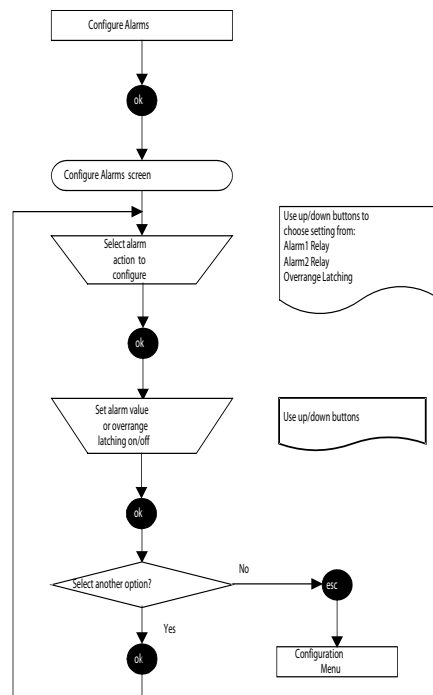 Configure Alarms
ok
Configure Alarms screen
Select alarm
action to
configure
Use up/down buttons to
choose setting from:
Alarm1 Relay
Alarm2 Relay
Overrange Latching
ok
Set alarm value
or overrange
latching on/off
Use up/down buttons
ok
Select another option?
No
esc
Yes
ok
Configuration
Menu